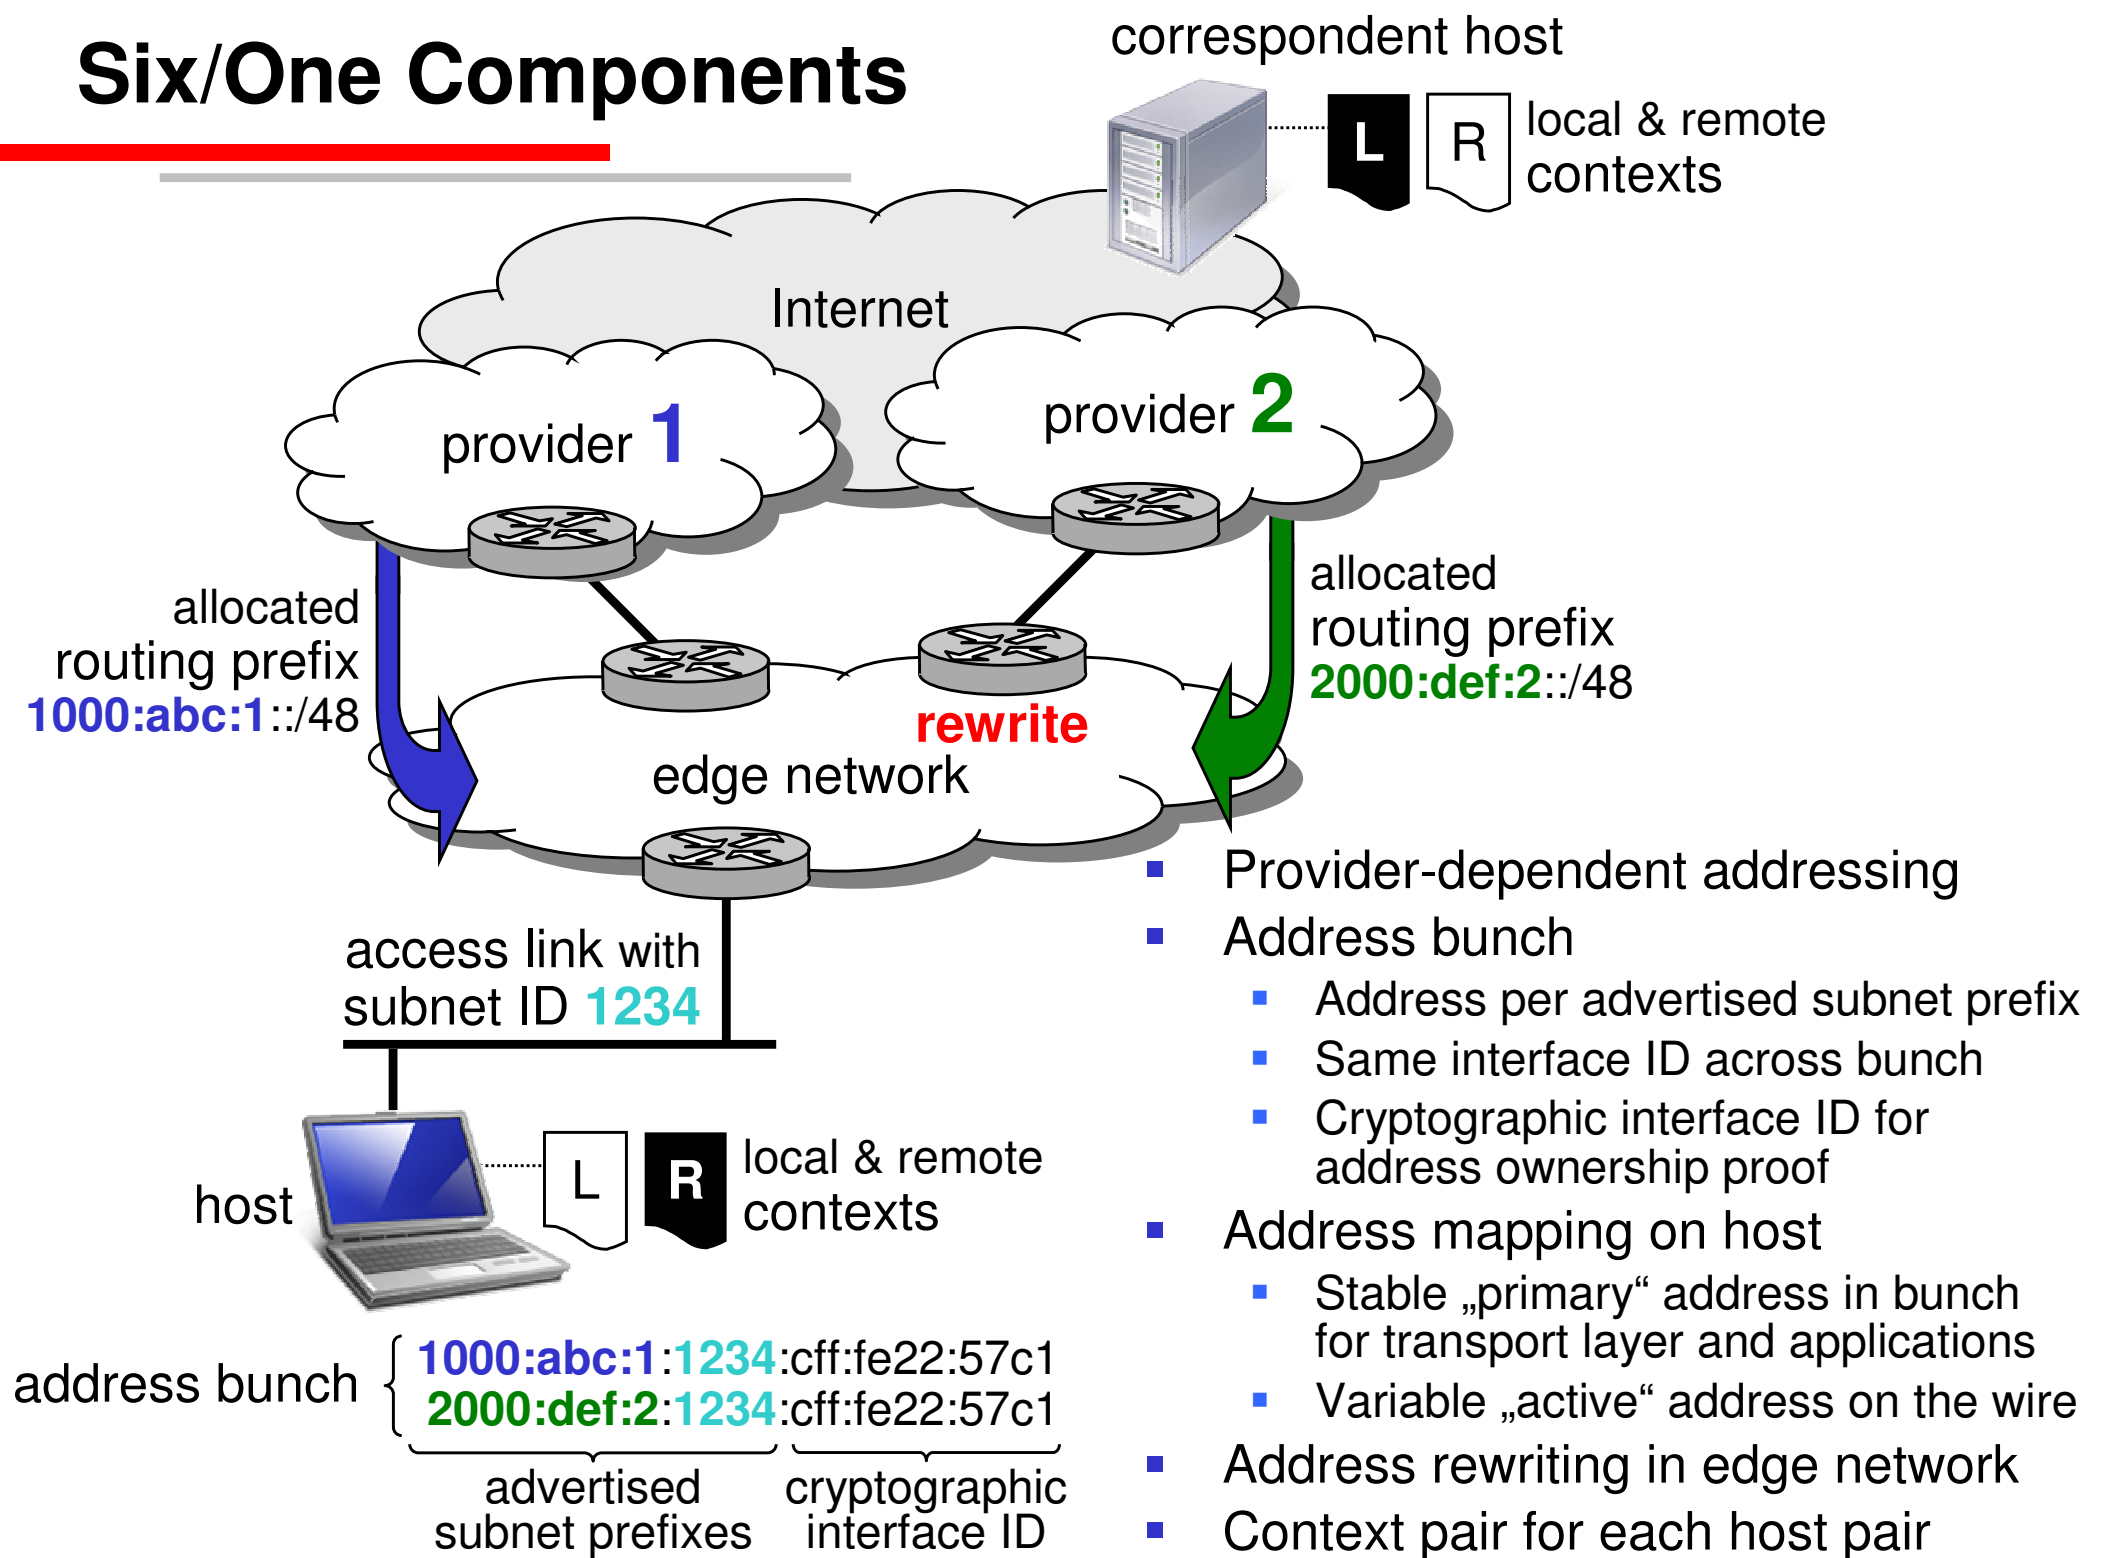 Six/One Components
correspondent host
L
R
local & remote
contexts
Internet
provider 1
provider 2
allocated
routing prefix
1000:abc:1::/48
allocated
routing prefix
2000:def:2::/48
rewrite
edge network
access link with
subnet ID 1234
host
L
R
local & remote
contexts
address bunch
1000:abc:1:1234:cff:fe22:57c1
2000:def:2:1234:cff:fe22:57c1
advertised
subnet prefixes
cryptographic
interface ID
Provider-dependent addressing
Address bunch
Address per advertised subnet prefix
Same interface ID across bunch
Cryptographic interface ID for
address ownership proof
Address mapping on host
Stable „primary“ address in bunch
for transport layer and applications
Variable „active“ address on the wire
Address rewriting in edge network
Context pair for each host pair